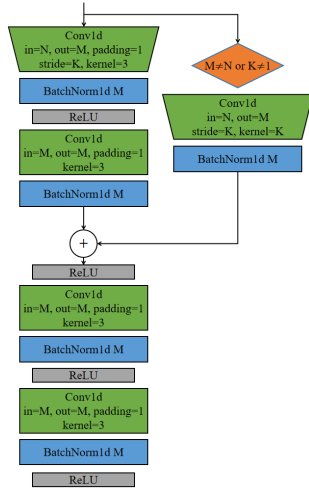 Conv1d
in=N, out=M, padding=1
stride=K, kernel=3
BatchNorm1d M
ReLU
Conv1d
in=M, out=M, padding=1
kernel=3
BatchNorm1d M
M≠N or K≠1
Conv1d
in=N, out=M
stride=K, kernel=K
BatchNorm1d M
+
ReLU
Conv1d
in=M, out=M, padding=1
kernel=3
BatchNorm1d M
ReLU
Conv1d
in=M, out=M, padding=1
kernel=3
BatchNorm1d M
ReLU